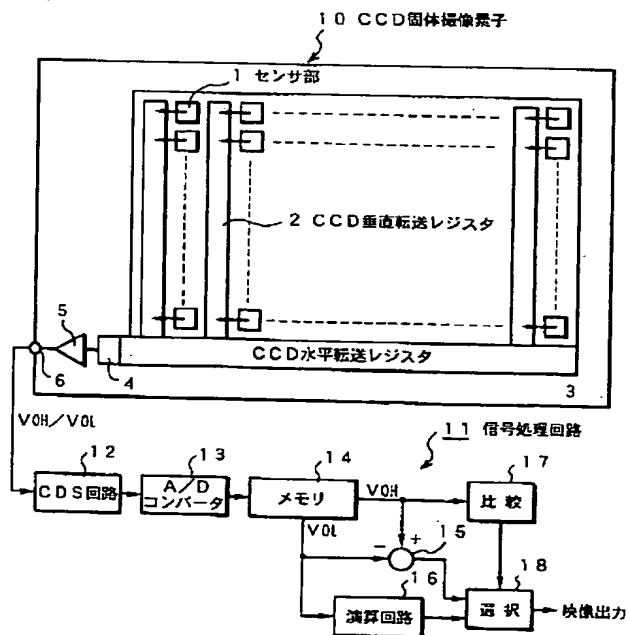 10 CCD固体撮像素子
1 センサ部
2 CCD垂直転送レジスタ
5
CCD水平転送レジスタ
6
4
3
VOH/VOL
11 信号処理回路
12
13
14
17
CDS回路
A/D
コンバータ
メモリ
VOH
比較
VOL
- + 15
16
18
演算回路
選択
映像出力